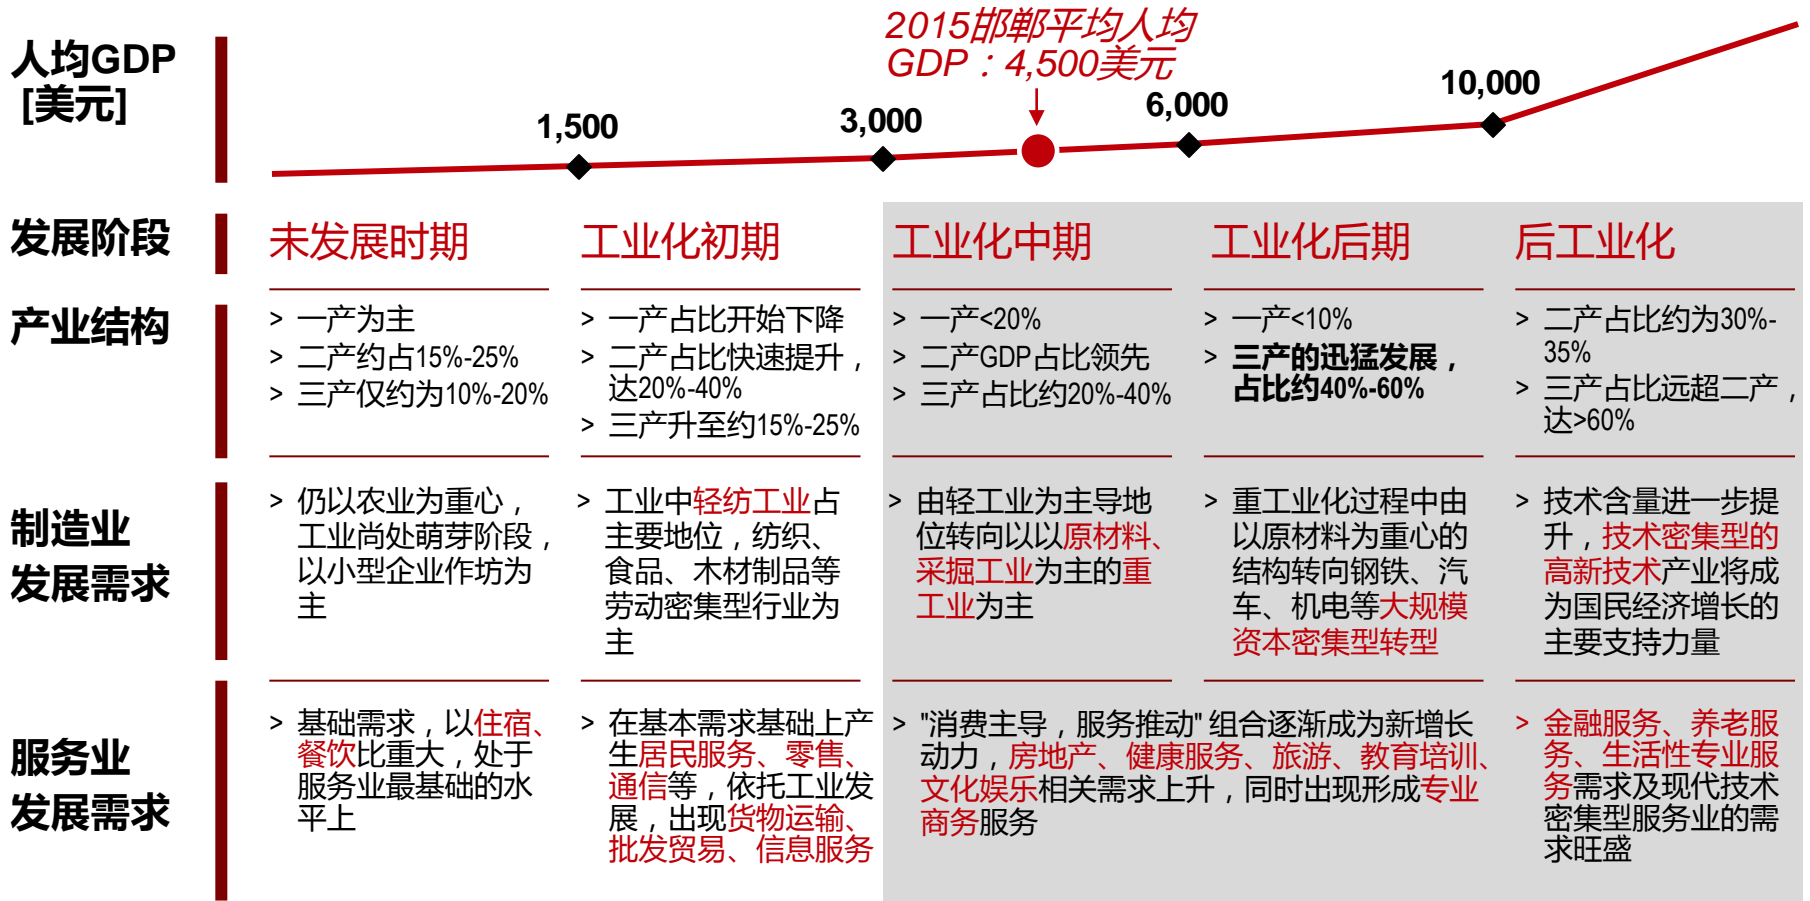 2015邯郸平均人均
GDP：4,500美元
人均GDP
[美元]
1,500
3,000
6,000
10,000
发展阶段
未发展时期
工业化初期
工业化中期
工业化后期
后工业化
产业结构
> 一产为主
> 二产约占15%-25%
> 三产仅约为10%-20%
> 一产占比开始下降
> 二产占比快速提升，
达20%-40%
> 三产升至约15%-25%
> 一产<20%
> 二产GDP占比领先
> 三产占比约20%-40%
> 一产<10%
> 三产的迅猛发展，
占比约40%-60%
> 二产占比约为30%-
35%
> 三产占比远超二产，
达>60%
制造业
发展需求
> 仍以农业为重心，
工业尚处萌芽阶段，
以小型企业作坊为
主
> 工业中轻纺工业占
主要地位，纺织、
食品、木材制品等
劳动密集型行业为
主
> 由轻工业为主导地
位转向以以原材料、
采掘工业为主的重
工业为主
> 重工业化过程中由
以原材料为重心的
结构转向钢铁、汽
车、机电等大规模
资本密集型转型
> 技术含量进一步提
升，技术密集型的
高新技术产业将成
为国民经济增长的
主要支持力量
服务业
发展需求
> 基础需求，以住宿、
餐饮比重大，处于
服务业最基础的水
平上
> 在基本需求基础上产
生居民服务、零售、
通信等，依托工业发
展，出现货物运输、
批发贸易、信息服务
> "消费主导，服务推动" 组合逐渐成为新增长
动力，房地产、健康服务、旅游、教育培训、
文化娱乐相关需求上升，同时出现形成专业
商务服务
> 金融服务、养老服
务、生活性专业服
务需求及现代技术
密集型服务业的需
求旺盛